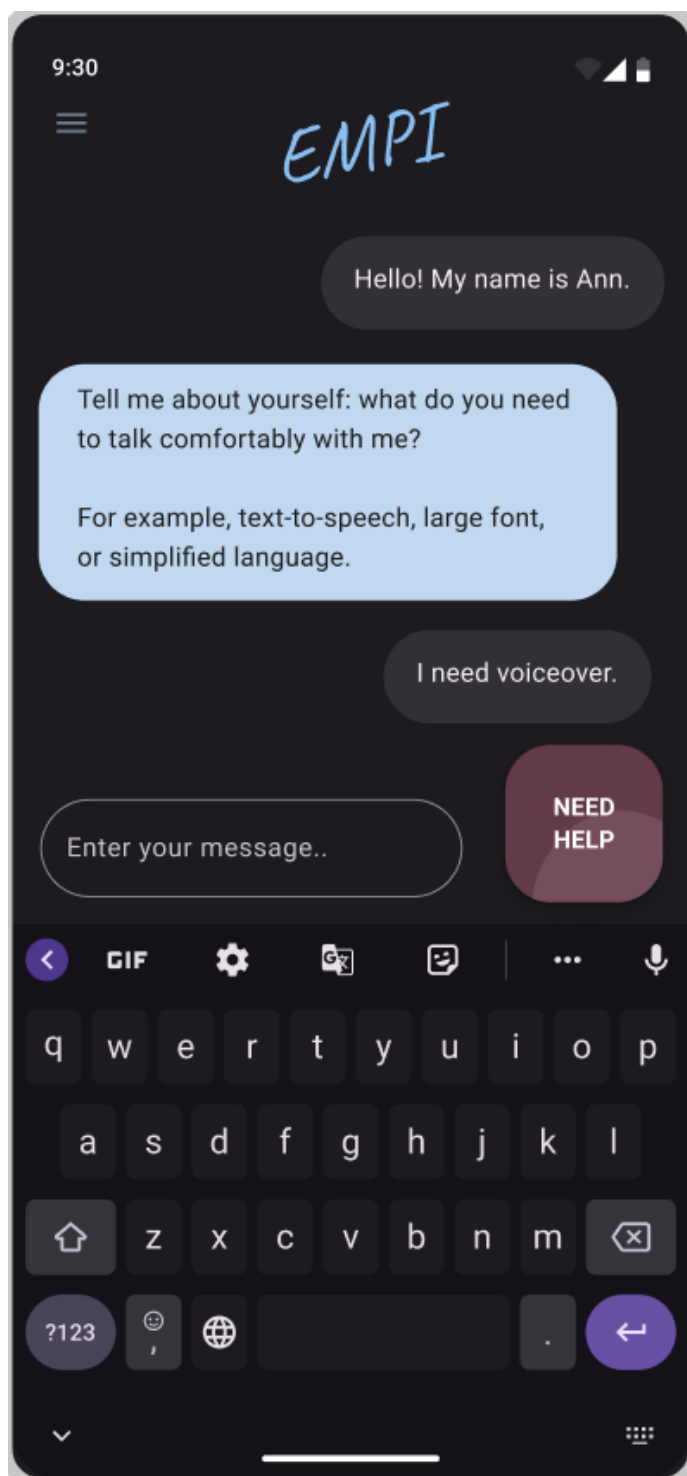 9:30
EMPI
Hello! My name is Ann.
Tell me about yourself: what do you need
to talk comfortably with me?
For example, text-to-speech, large font,
or simplified language.
I need voiceover.
NEED
HELP
Enter your message..
GIF
q w e r t y u i o p
a s d f g h j k l
z x c v b n m
?123 , .